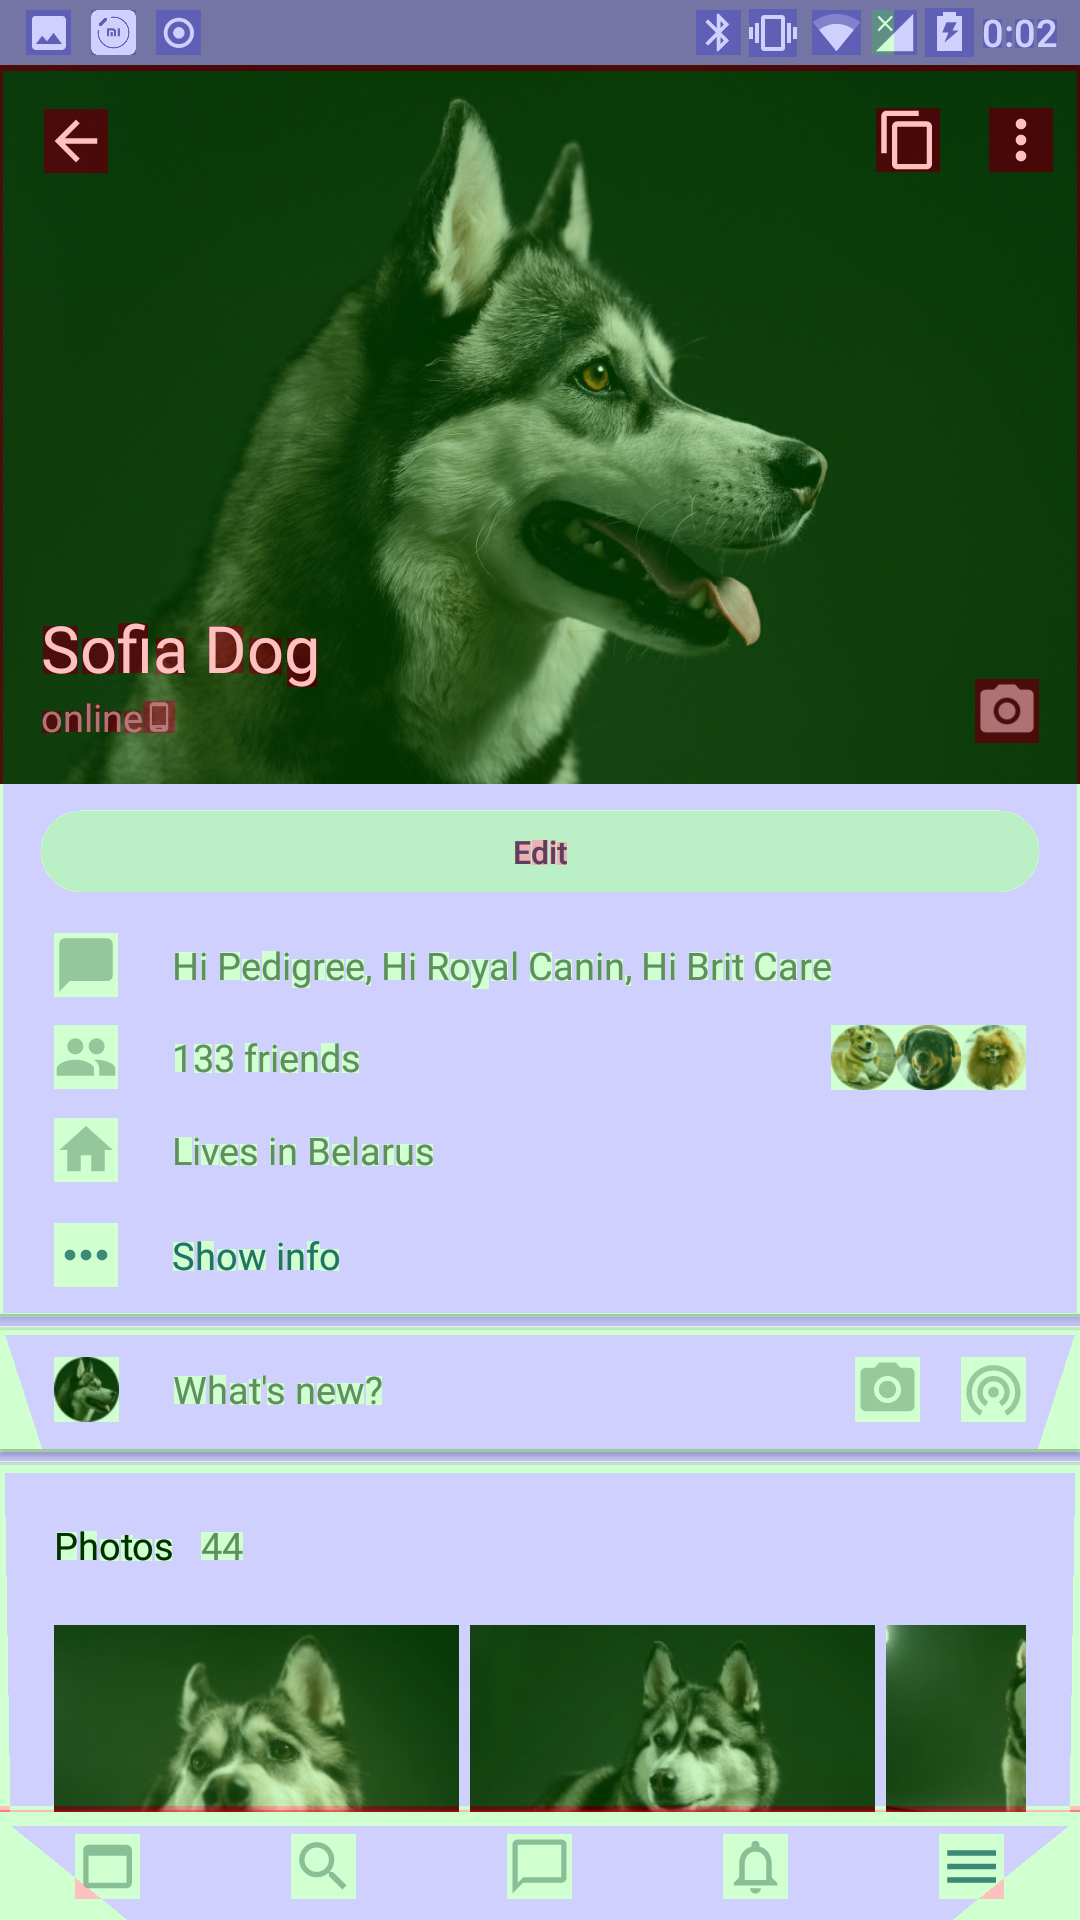 0:02
Sofia Dog
online
Edit
Hi Pedigree, Hi Royal Canin, Hi Brit Care
133 friends
Lives in Belarus
Show info
What's new?
Photos 44